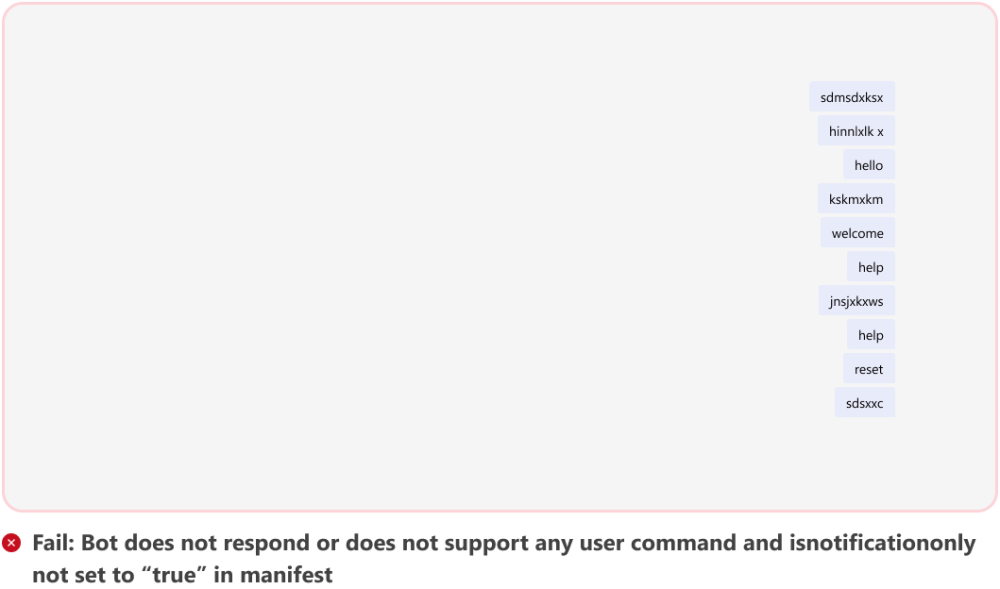 sdmsdxksx
hinnlxlk x
hello
kskmxkm
welcome
help
jnsjxkxws
help
reset
sdsxxc
Fail: Bot does not respond or does not support any user command and isnotificationonly
not set to “true” in manifest